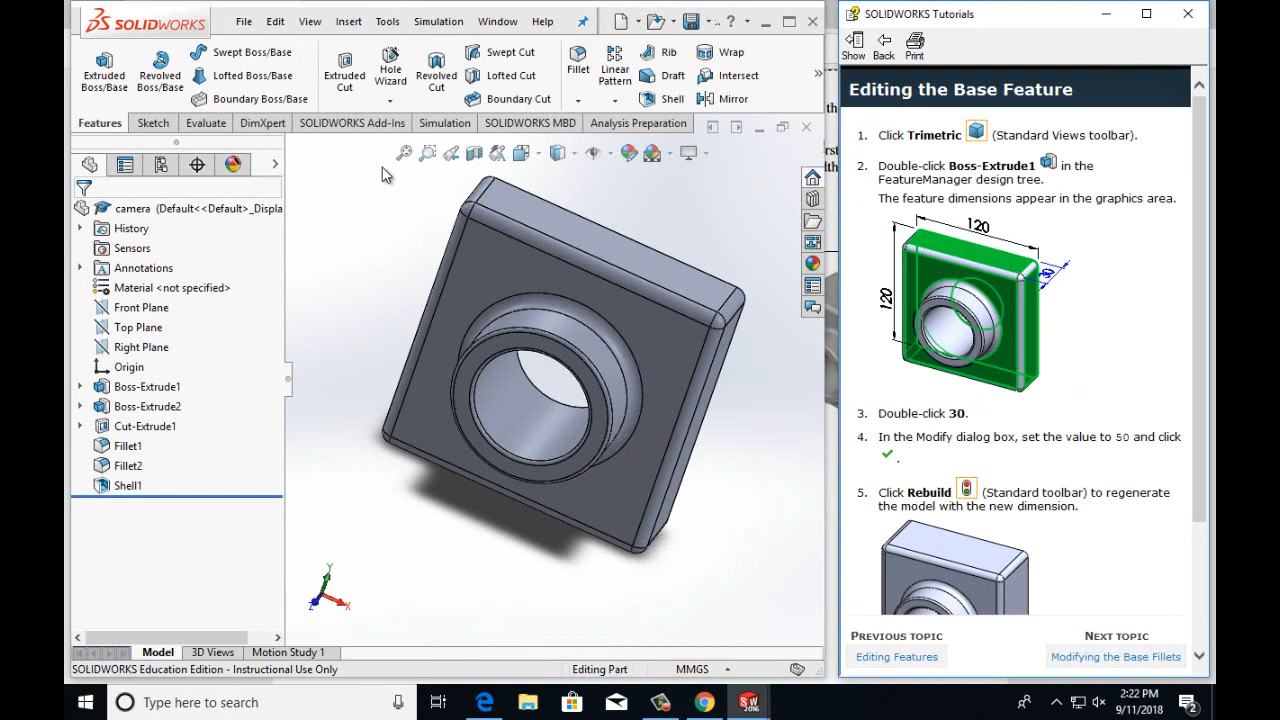 SOLIDWORKS File Edit View Insert Tools Simulation Window Help
Extruded Boss/Base
Revolved Boss/Base
Swept Boss/Base
Lofted Boss/Base
Boundary Boss/Base
Extruded Cut
Hole Wizard
Revolved Cut
Swept Cut
Lofted Cut
Boundary Cut
Fillet
Linear Pattern
Rib
Draft
Shell
Wrap
Intersect
Mirror
Features Sketch Evaluate DimXpert SOLIDWORKS Add-Ins Simulation SOLIDWORKS MBD Analysis Preparation
camera (Default<<Default>_Displa
History
Sensors
Annotations
Material <not specified>
Front Plane
Top Plane
Right Plane
Origin
Boss-Extrude1
Boss-Extrude2
Cut-Extrude1
Fillet1
Fillet2
Shell1
Y
X
Z
Model 3D Views Motion Study 1
SOLIDWORKS Education Edition - Instructional Use Only Editing Part MMGS
SOLIDWORKS Tutorials
Show Back Print
Editing the Base Feature
1. Click Trimetric (Standard Views toolbar).
2. Double-click Boss-Extrude1 in the
FeatureManager design tree.
The feature dimensions appear in the graphics area.
120
30
120
3. Double-click 30.
4. In the Modify dialog box, set the value to 50 and click
.
5. Click Rebuild (Standard toolbar) to regenerate
the model with the new dimension.
PREVIOUS TOPIC NEXT TOPIC
Editing Features Modifying the Base Fillets
Type here to search
SW
2016
2:22 PM
9/11/2018
2